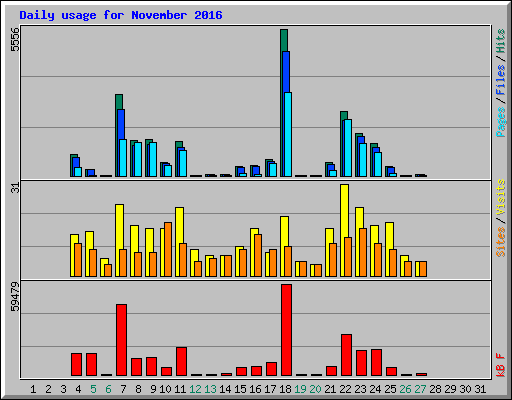 Daily usage for November 2016
5556
Pages / Files / Hits
31
Sites / Visits
59479
kB F
1 2 3 4 5 6 7 8 9 10 11 12 13 14 15 16 17 18 19 20 21 22 23 24 25 26 27 28 29 30 31